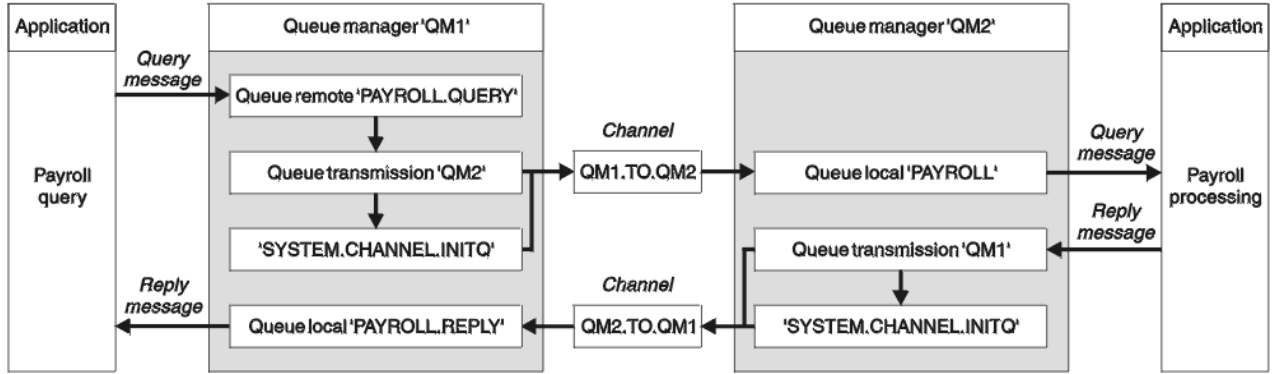 Application
Queue manager 'QM1'
Queue manager 'QM2'
Application
Query
message
Queue remote 'PAYROLL.QUERY'
Channel
Query
message
Payroll
query
Queue transmission 'QM2'
QM1.TO.QM2
Queue local 'PAYROLL'
Payroll
processing
Reply
message
'SYSTEM.CHANNEL.INITQ'
Queue transmission 'QM1'
Reply
message
Channel
Queue local 'PAYROLL.REPLY'
QM2.TO.QM1
'SYSTEM.CHANNEL.INITQ'